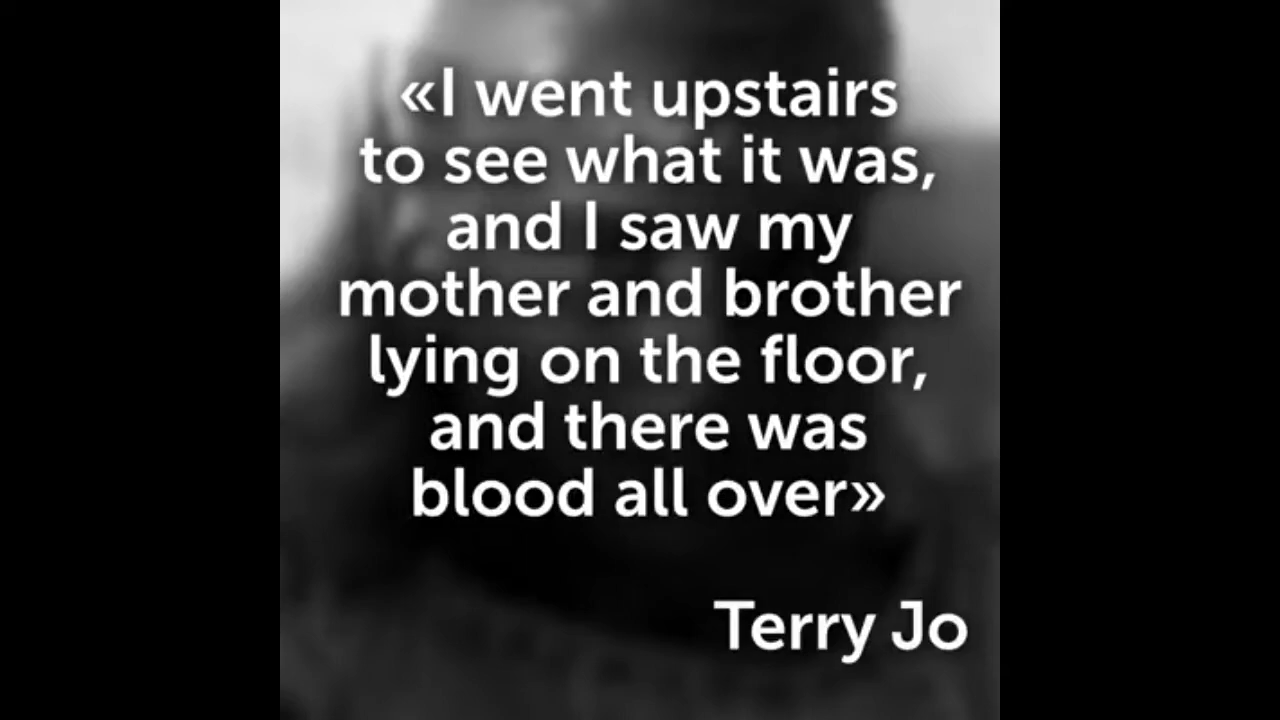 «I went upstairs
to see what it was,
and I saw my
mother and brother
lying on the floor,
and there was
blood all over»
Terry Jo